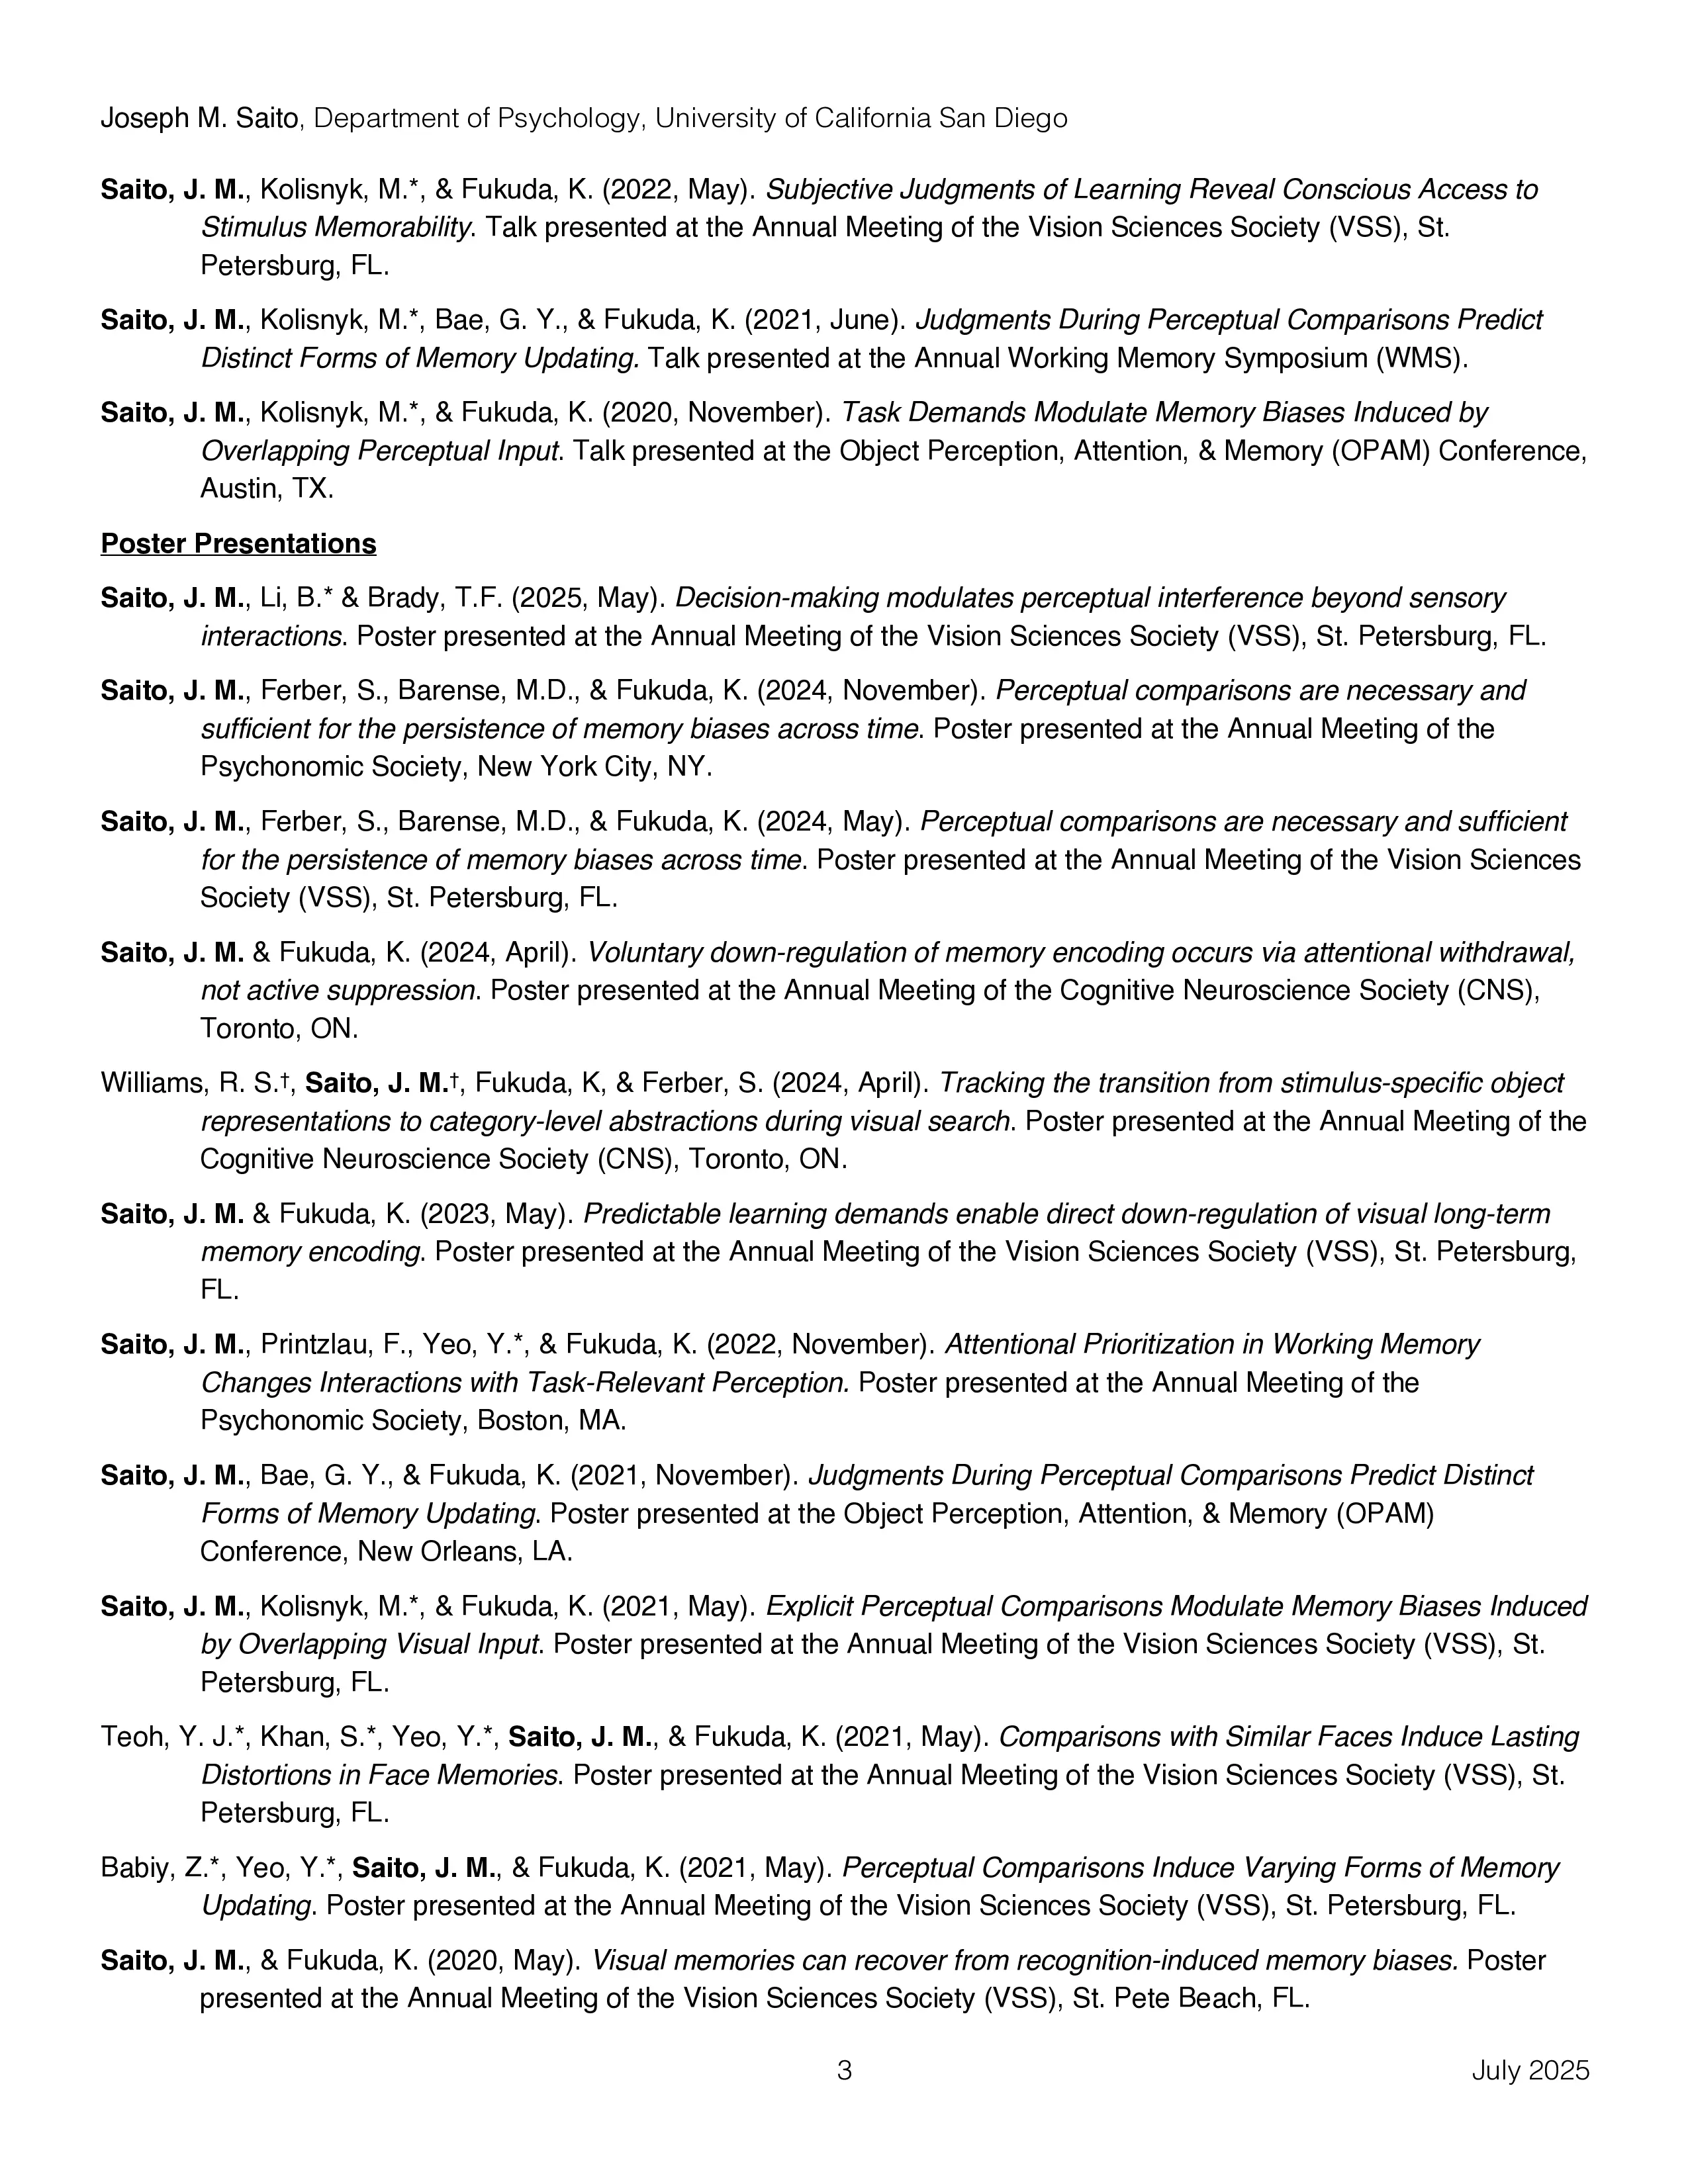 Joseph M. Saito, Department of Psychology, University of California San Diego
Saito, J. M., Kolisnyk, M.*, & Fukuda, K. (2022, May). Subjective Judgments of Learning Reveal Conscious Access to
Stimulus Memorability. Talk presented at the Annual Meeting of the Vision Sciences Society (VSS), St.
Petersburg, FL.
Saito, J. M., Kolisnyk, M.*, Bae, G. Y., & Fukuda, K. (2021, June). Judgments During Perceptual Comparisons Predict
Distinct Forms of Memory Updating. Talk presented at the Annual Working Memory Symposium (WMS).
Saito, J. M., Kolisnyk, M.*, & Fukuda, K. (2020, November). Task Demands Modulate Memory Biases Induced by
Overlapping Perceptual Input. Talk presented at the Object Perception, Attention, & Memory (OPAM) Conference,
Austin, TX.
Poster Presentations
Saito, J. M., Li, B.* & Brady, T.F. (2025, May). Decision-making modulates perceptual interference beyond sensory
interactions. Poster presented at the Annual Meeting of the Vision Sciences Society (VSS), St. Petersburg, FL.
Saito, J. M., Ferber, S., Barense, M.D., & Fukuda, K. (2024, November). Perceptual comparisons are necessary and
sufficient for the persistence of memory biases across time. Poster presented at the Annual Meeting of the
Psychonomic Society, New York City, NY.
Saito, J. M., Ferber, S., Barense, M.D., & Fukuda, K. (2024, May). Perceptual comparisons are necessary and sufficient
for the persistence of memory biases across time. Poster presented at the Annual Meeting of the Vision Sciences
Society (VSS), St. Petersburg, FL.
Saito, J. M. & Fukuda, K. (2024, April). Voluntary down-regulation of memory encoding occurs via attentional withdrawal,
not active suppression. Poster presented at the Annual Meeting of the Cognitive Neuroscience Society (CNS),
Toronto, ON.
Williams, R. S.†, Saito, J. M.†, Fukuda, K, & Ferber, S. (2024, April). Tracking the transition from stimulus-specific object
representations to category-level abstractions during visual search. Poster presented at the Annual Meeting of the
Cognitive Neuroscience Society (CNS), Toronto, ON.
Saito, J. M. & Fukuda, K. (2023, May). Predictable learning demands enable direct down-regulation of visual long-term
memory encoding. Poster presented at the Annual Meeting of the Vision Sciences Society (VSS), St. Petersburg,
FL.
Saito, J. M., Printzlau, F., Yeo, Y.*, & Fukuda, K. (2022, November). Attentional Prioritization in Working Memory
Changes Interactions with Task-Relevant Perception. Poster presented at the Annual Meeting of the
Psychonomic Society, Boston, MA.
Saito, J. M., Bae, G. Y., & Fukuda, K. (2021, November). Judgments During Perceptual Comparisons Predict Distinct
Forms of Memory Updating. Poster presented at the Object Perception, Attention, & Memory (OPAM)
Conference, New Orleans, LA.
Saito, J. M., Kolisnyk, M.*, & Fukuda, K. (2021, May). Explicit Perceptual Comparisons Modulate Memory Biases Induced
by Overlapping Visual Input. Poster presented at the Annual Meeting of the Vision Sciences Society (VSS), St.
Petersburg, FL.
Teoh, Y. J.*, Khan, S.*, Yeo, Y.*, Saito, J. M., & Fukuda, K. (2021, May). Comparisons with Similar Faces Induce Lasting
Distortions in Face Memories. Poster presented at the Annual Meeting of the Vision Sciences Society (VSS), St.
Petersburg, FL.
Babiy, Z.*, Yeo, Y.*, Saito, J. M., & Fukuda, K. (2021, May). Perceptual Comparisons Induce Varying Forms of Memory
Updating. Poster presented at the Annual Meeting of the Vision Sciences Society (VSS), St. Petersburg, FL.
Saito, J. M., & Fukuda, K. (2020, May). Visual memories can recover from recognition-induced memory biases. Poster
presented at the Annual Meeting of the Vision Sciences Society (VSS), St. Pete Beach, FL.
3
July 2025